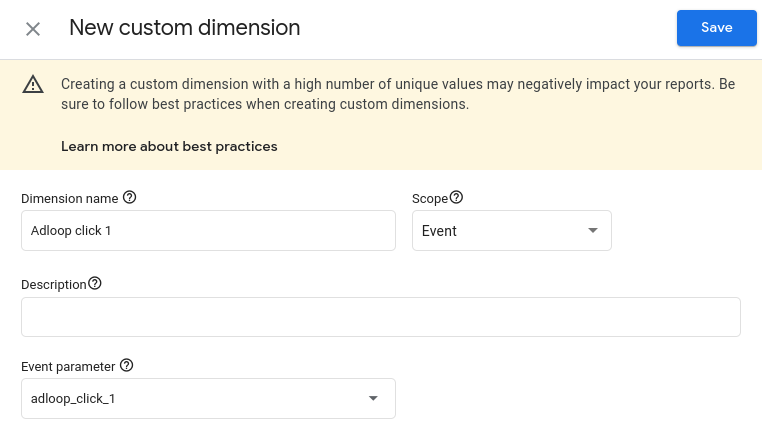 New custom dimension
Save
Creating a custom dimension with a high number of unique values may negatively impact your reports. Be
sure to follow best practices when creating custom dimensions.
Learn more about best practices
Dimension name
Scope
Adloop click 1
Event
Description
Event parameter
adloop_click_1